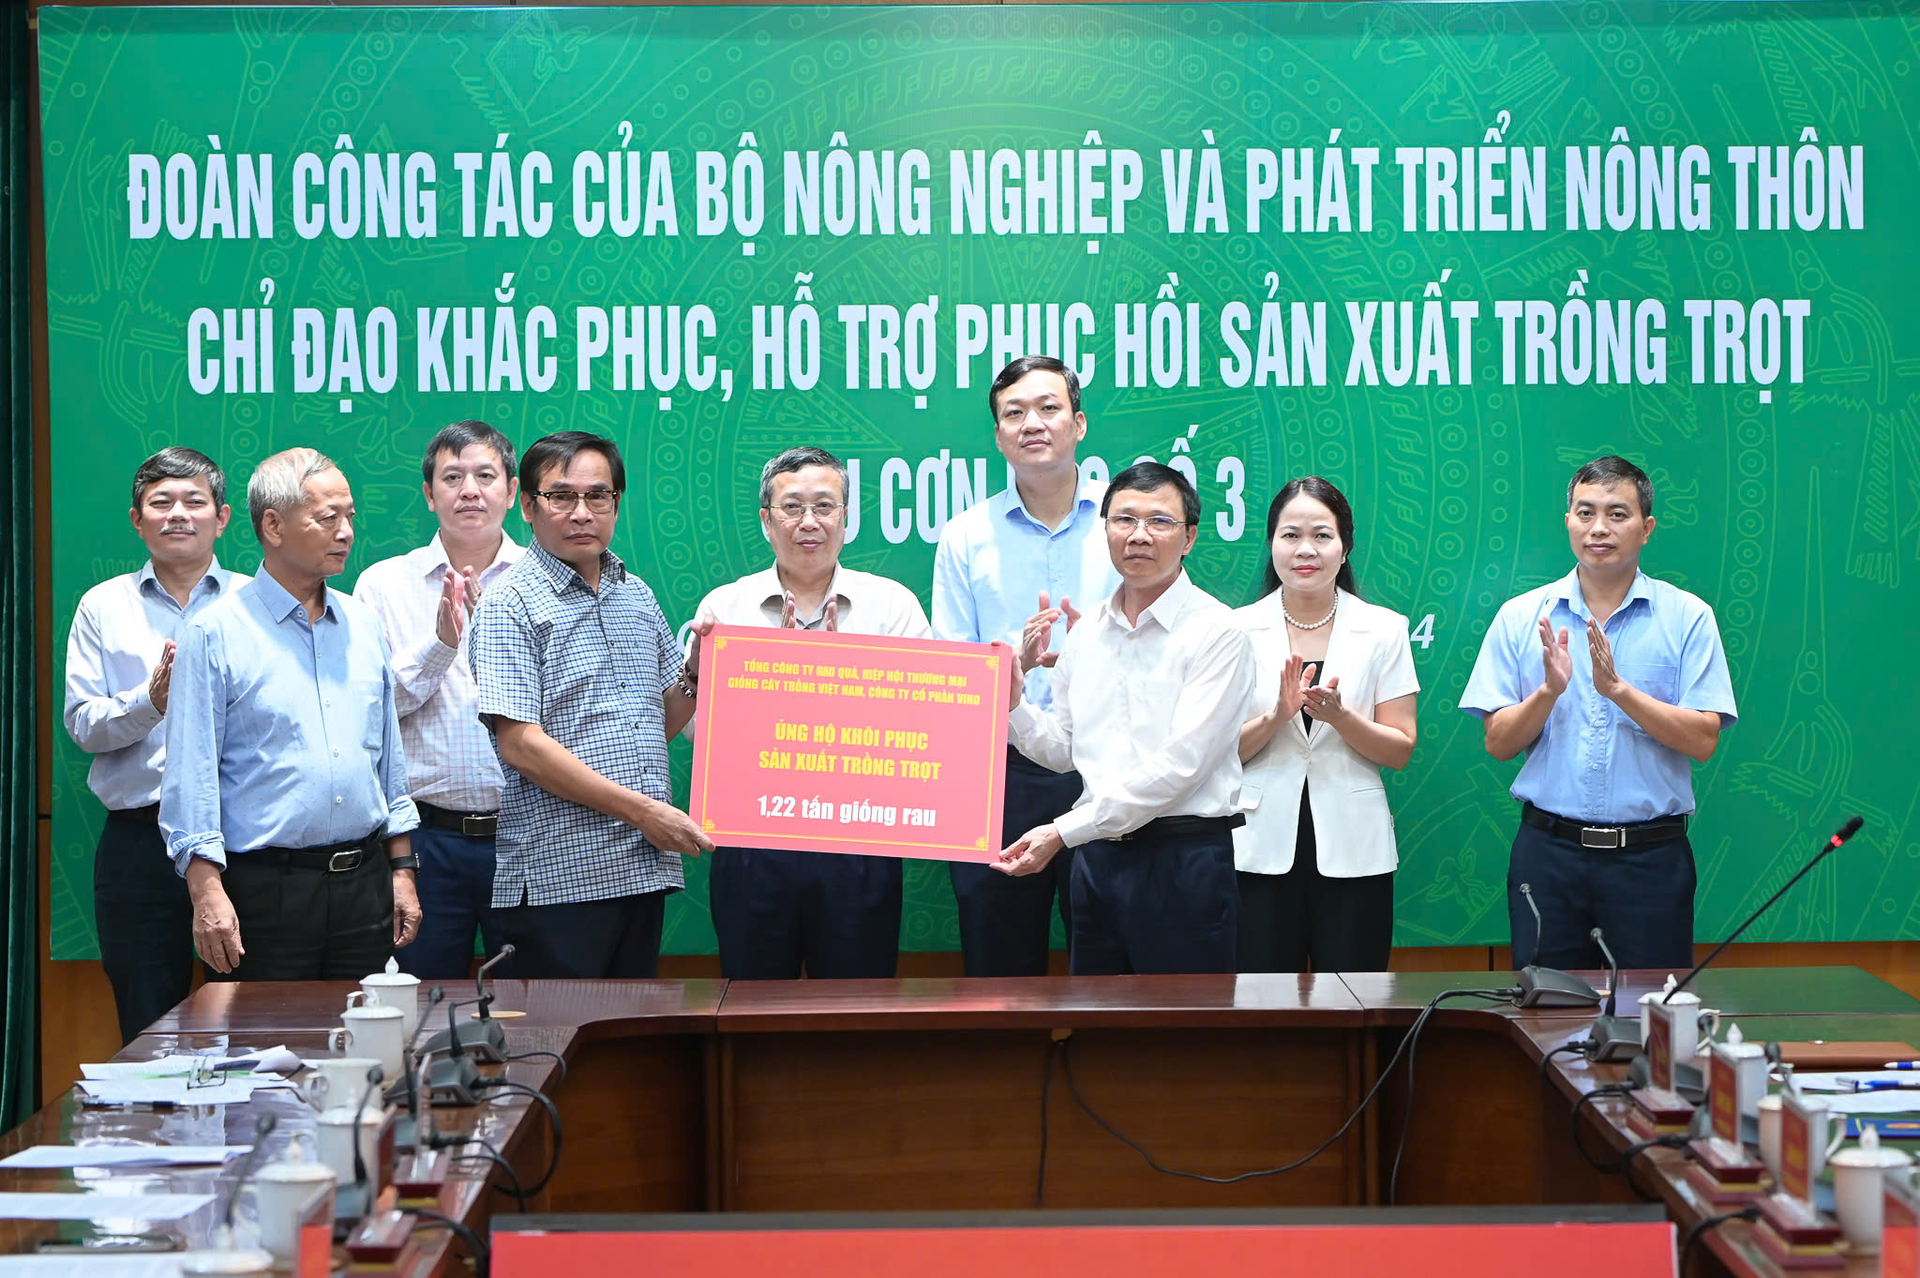 ĐOÀN CÔNG TÁC CỦA BỘ NÔNG NGHIỆP VÀ PHÁT TRIỂN NÔNG THÔN
CHỈ ĐẠO KHẮC PHỤC, HỖ TRỢ PHỤC HỒI SẢN XUẤT TRỒNG TRỌT
CƠN SỐ 3
4
TỔNG CÔNG TY RAU QUẢ, HIỆP HỘI THƯƠNG MẠI
GIỐNG CÂY TRỒNG VIỆT NAM, CÔNG TY CỔ PHẦN VINO
ỦNG HỘ KHÔI PHỤC
SẢN XUẤT TRỒNG TRỌT
1,22 tấn giống rau